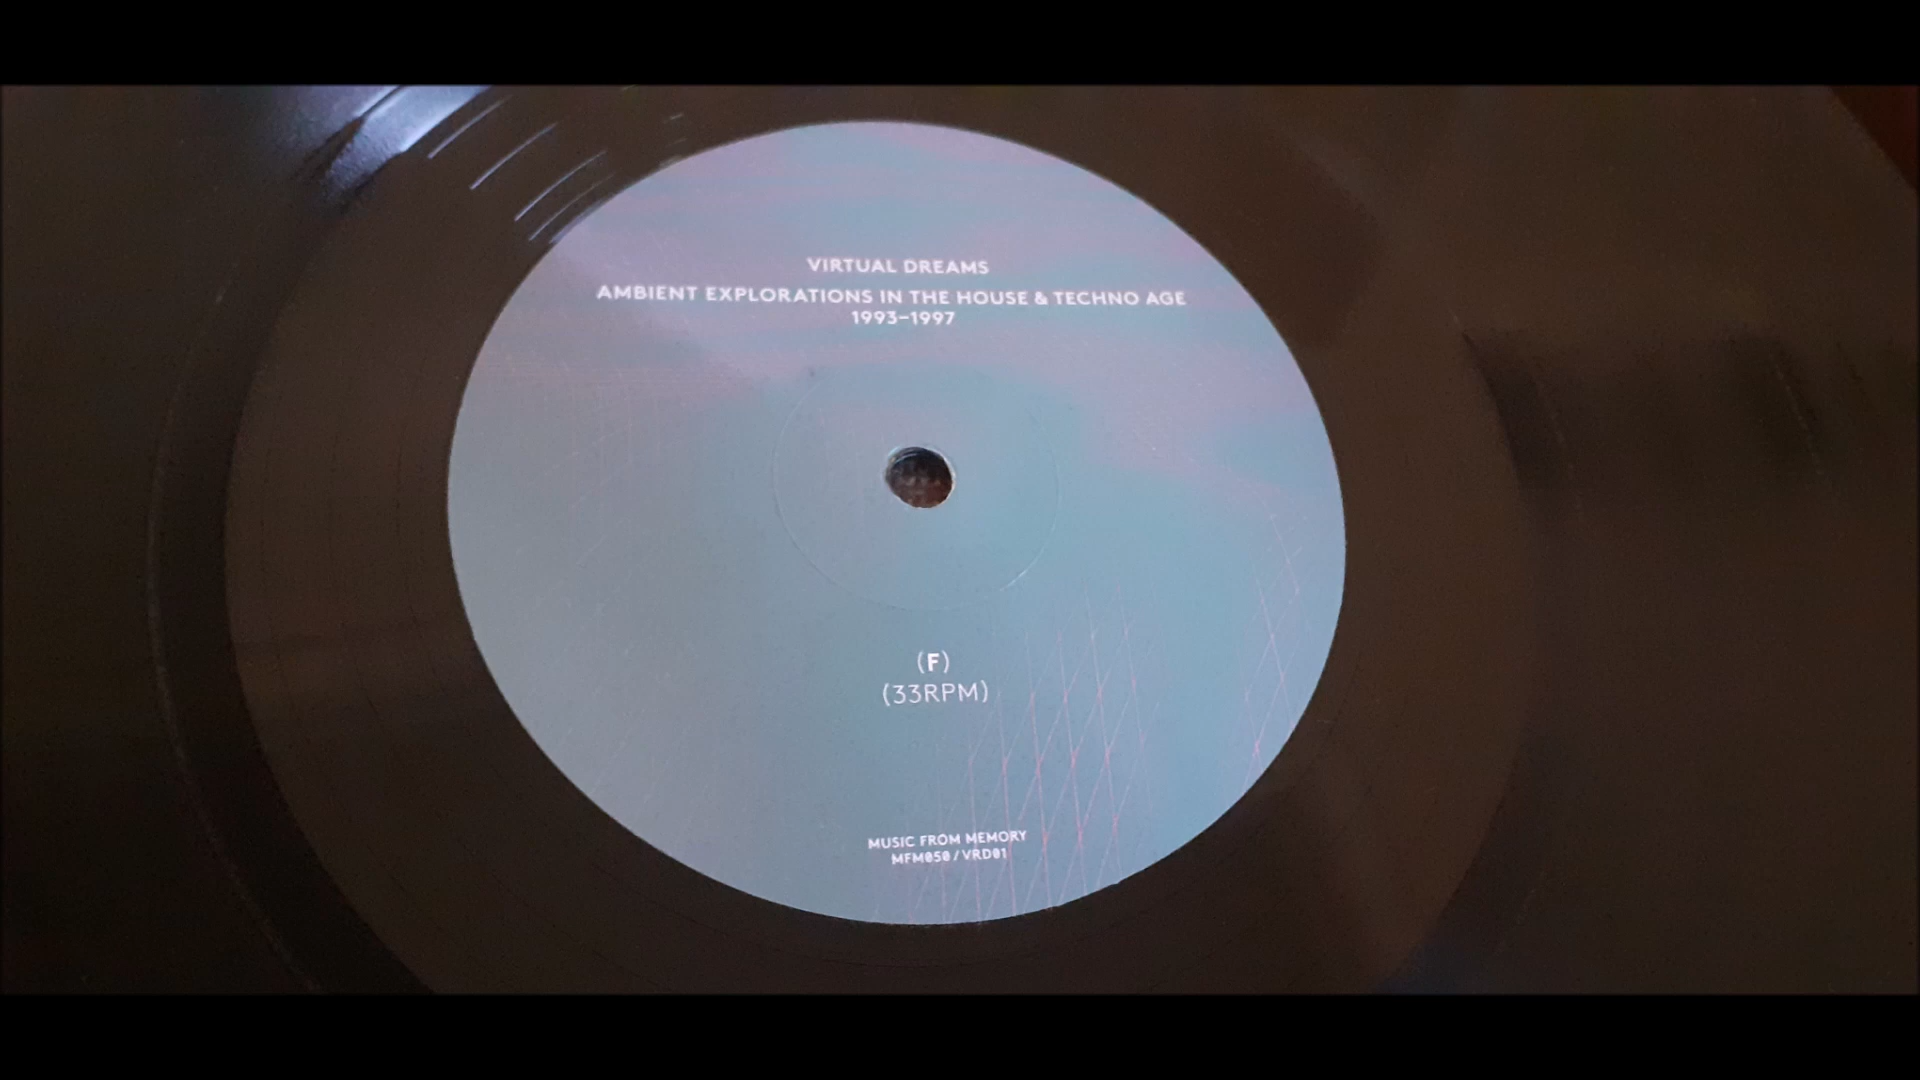 VIRTUAL DREAMS
AMBIENT EXPLORATIONS IN THE HOUSE & TECHNO AGE
1993–1997
(F)
(33RPM)
MUSIC FROM MEMORY
MFM050/VRD01